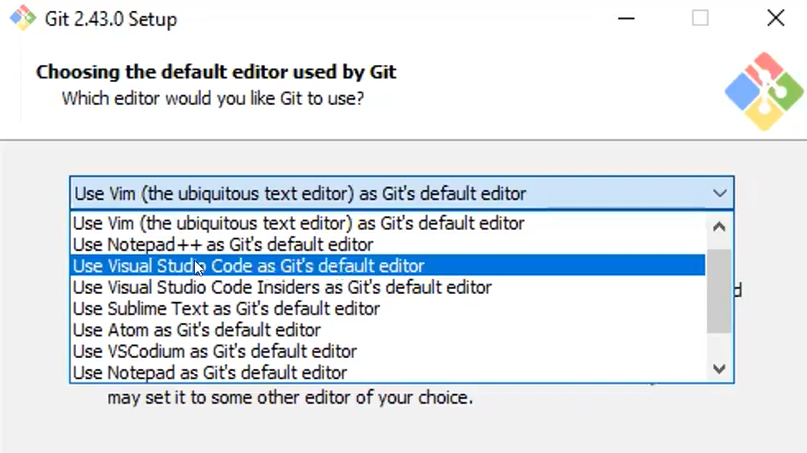 Git 2.43.0 Setup
Choosing the default editor used by Git
Which editor would you like Git to use?
Use Vim (the ubiquitous text editor) as Git's default editor
Use Vim (the ubiquitous text editor) as Git's default editor
Use Notepad++ as Git's default editor
Use Visual Studio Code as Git's default editor
Use Visual Studio Code Insiders as Git's default editor
Use Sublime Text as Git's default editor
Use Atom as Git's default editor
Use VSCodium as Git's default editor
Use Notepad as Git's default editor
may set it to some other editor of your choice.